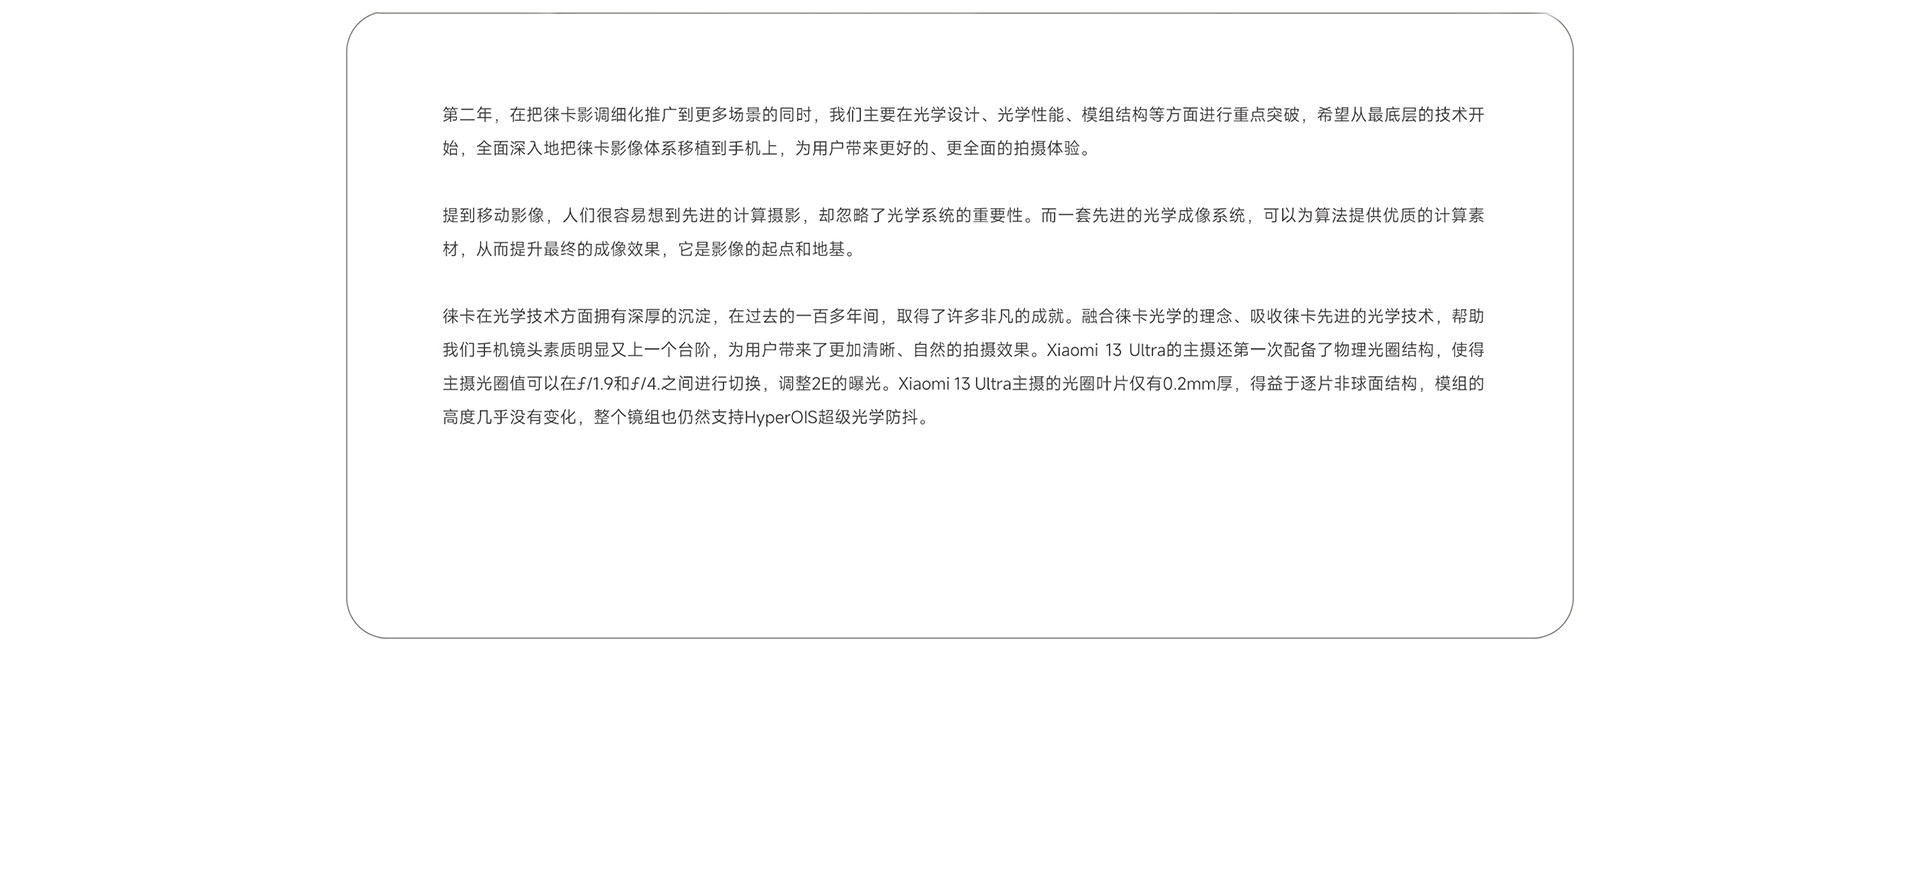 第二年，在把徕卡影调细化推广到更多场景的同时，我们主要在光学设计、光学性能、模组结构等方面进行重点突破，希望从最底层的技术开
始，全面深入地把徕卡影像体系移植到手机上，为用户带来更好的、更全面的拍摄体验。
提到移动影像，人们很容易想到先进的计算摄影，却忽略了光学系统的重要性。而一套先进的光学成像系统，可以为算法提供优质的计算素
材，从而提升最终的成像效果，它是影像的起点和地基。
徕卡在光学技术方面拥有深厚的沉淀，在过去的一百多年间，取得了许多非凡的成就。融合徕卡光学的理念、吸收徕卡先进的光学技术，帮助
我们手机镜头素质明显又上一个台阶，为用户带来了更加清晰、自然的拍摄效果。Xiaomi 13 Ultra的主摄还第一次配备了物理光圈结构，使得
主摄光圈值可以在ƒ/1.9和ƒ/4.之间进行切换，调整2E的曝光。Xiaomi 13 Ultra主摄的光圈叶片仅有0.2mm厚，得益于逐片非球面结构，模组的
高度几乎没有变化，整个镜组也仍然支持HyperOIS超级光学防抖。